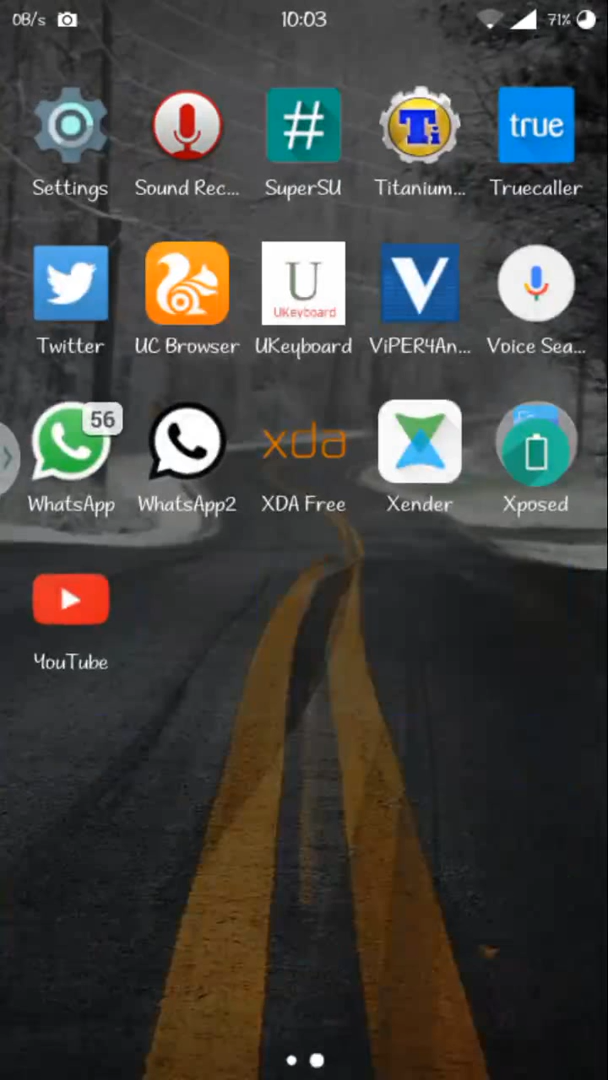 0B/s 10:03 71%
true
Settings Sound Rec... SuperSU Titanium... Truecaller
U
UKeyboard
Twitter UC Browser UKeyboard ViPER4An... Voice Sea...
56
xda
WhatsApp WhatsApp2 XDA Free Xender Xposed
YouTube